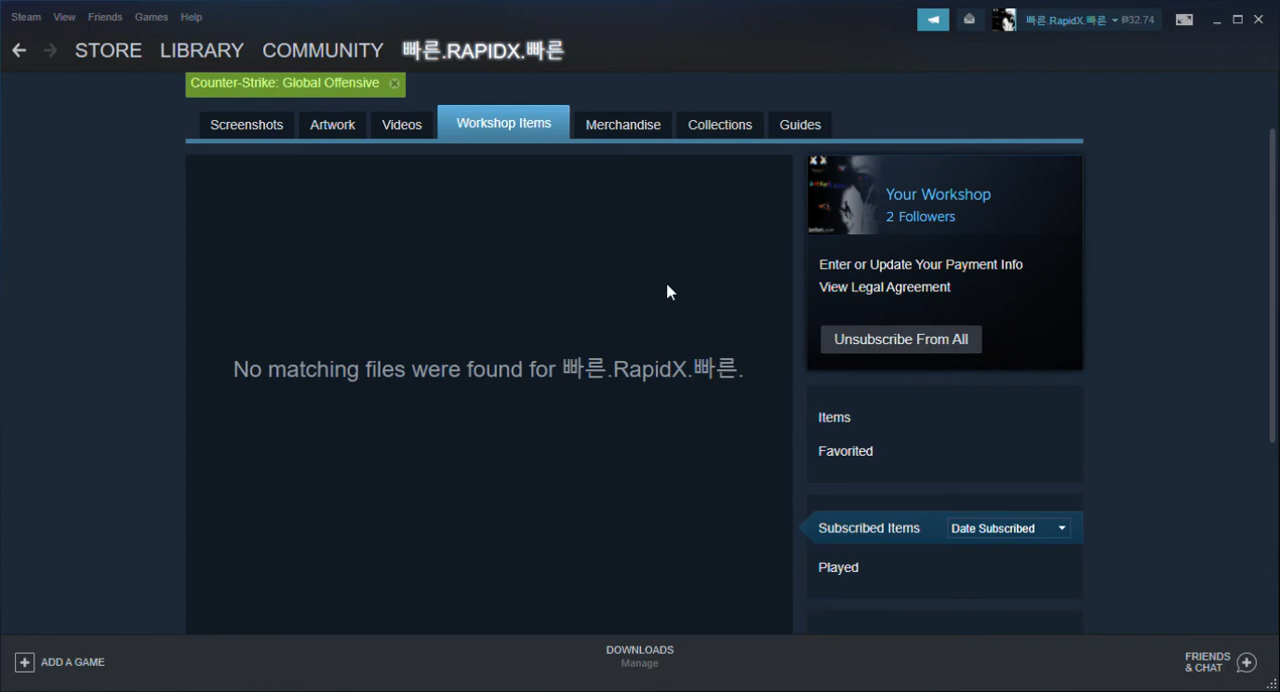 Steam View Friends Games Help
빠른.RapidX.빠른 ₱32.74
STORE LIBRARY COMMUNITY 빠른.RAPIDX.빠른
Counter-Strike: Global Offensive
Screenshots Artwork Videos Workshop Items Merchandise Collections Guides
No matching files were found for 빠른.RapidX.빠른.
Your Workshop
2 Followers
Enter or Update Your Payment Info
View Legal Agreement
Unsubscribe From All
Items
Favorited
Subscribed Items Date Subscribed
Played
ADD A GAME
DOWNLOADS
Manage
FRIENDS
& CHAT